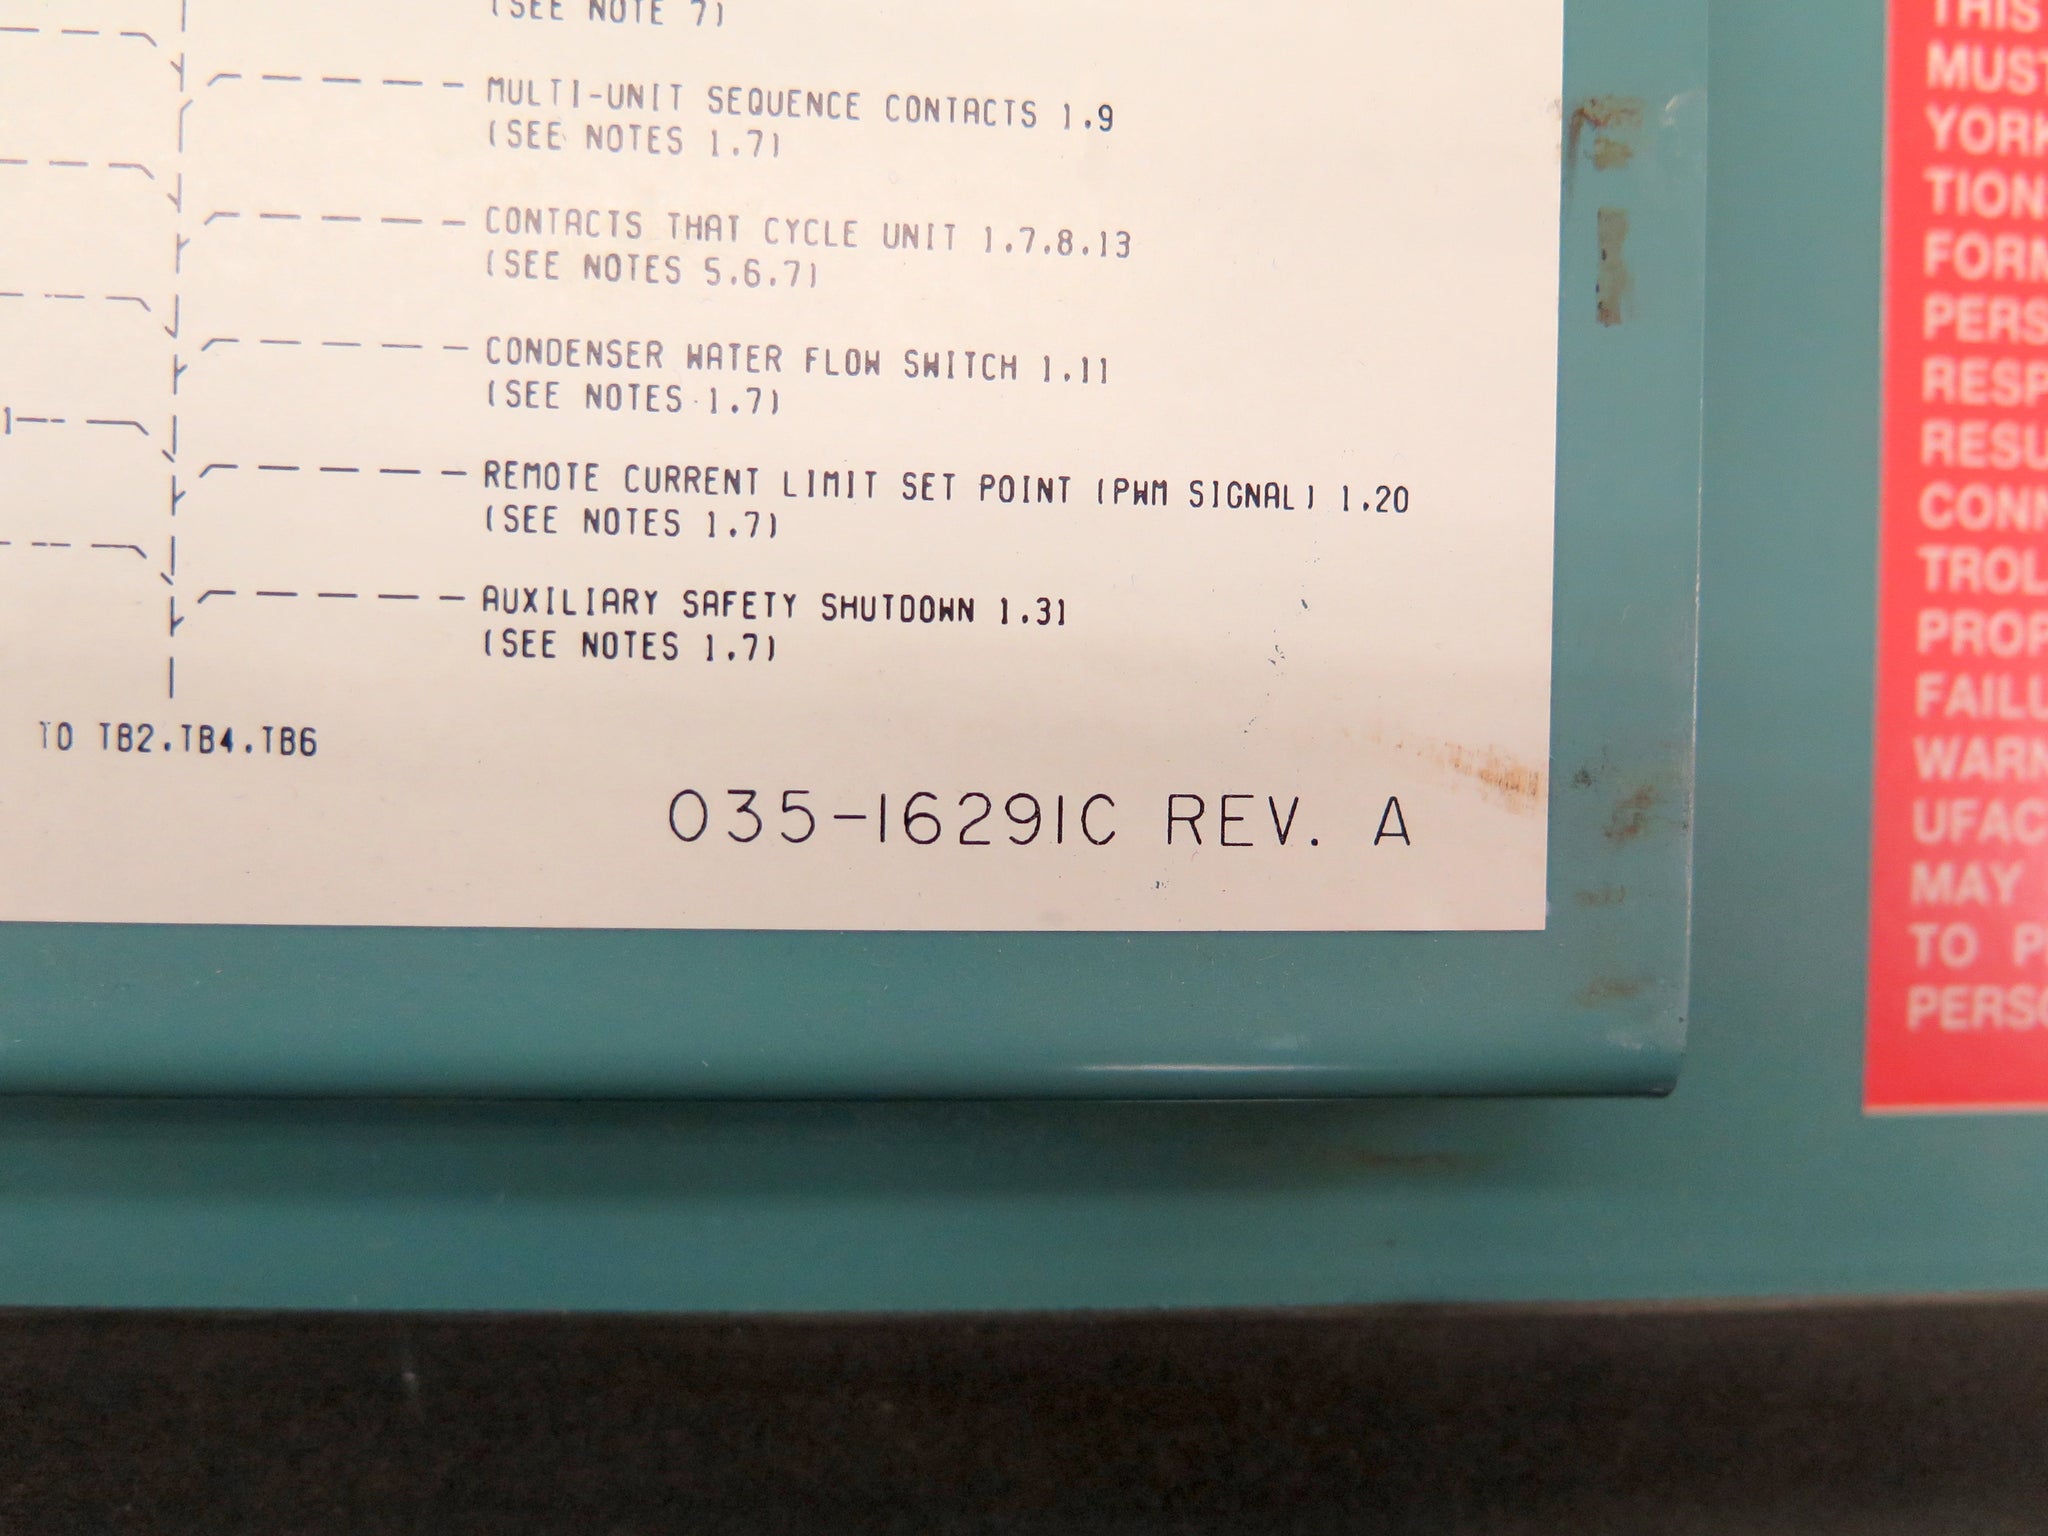 (SEE NOTE 7)
MULTI-UNIT SEQUENCE CONTACTS 1.9
(SEE NOTES 1.7)
CONTACTS THAT CYCLE UNIT 1.7.8.13
(SEE NOTES 5.6.7)
CONDENSER WATER FLOW SWITCH 1.11
(SEE NOTES 1.7)
REMOTE CURRENT LIMIT SET POINT (PWM SIGNAL) 1.20
(SEE NOTES 1.7)
AUXILIARY SAFETY SHUTDOWN 1.31
(SEE NOTES 1.7)
TO TB2.TB4.TB6
035-16291C REV. A
THIS
MUST
YORK
TION
FORM
PERS
RESP
RESU
CONN
TROL
PROP
FAILU
WARN
UFAC
MAY
TO P
PERSO